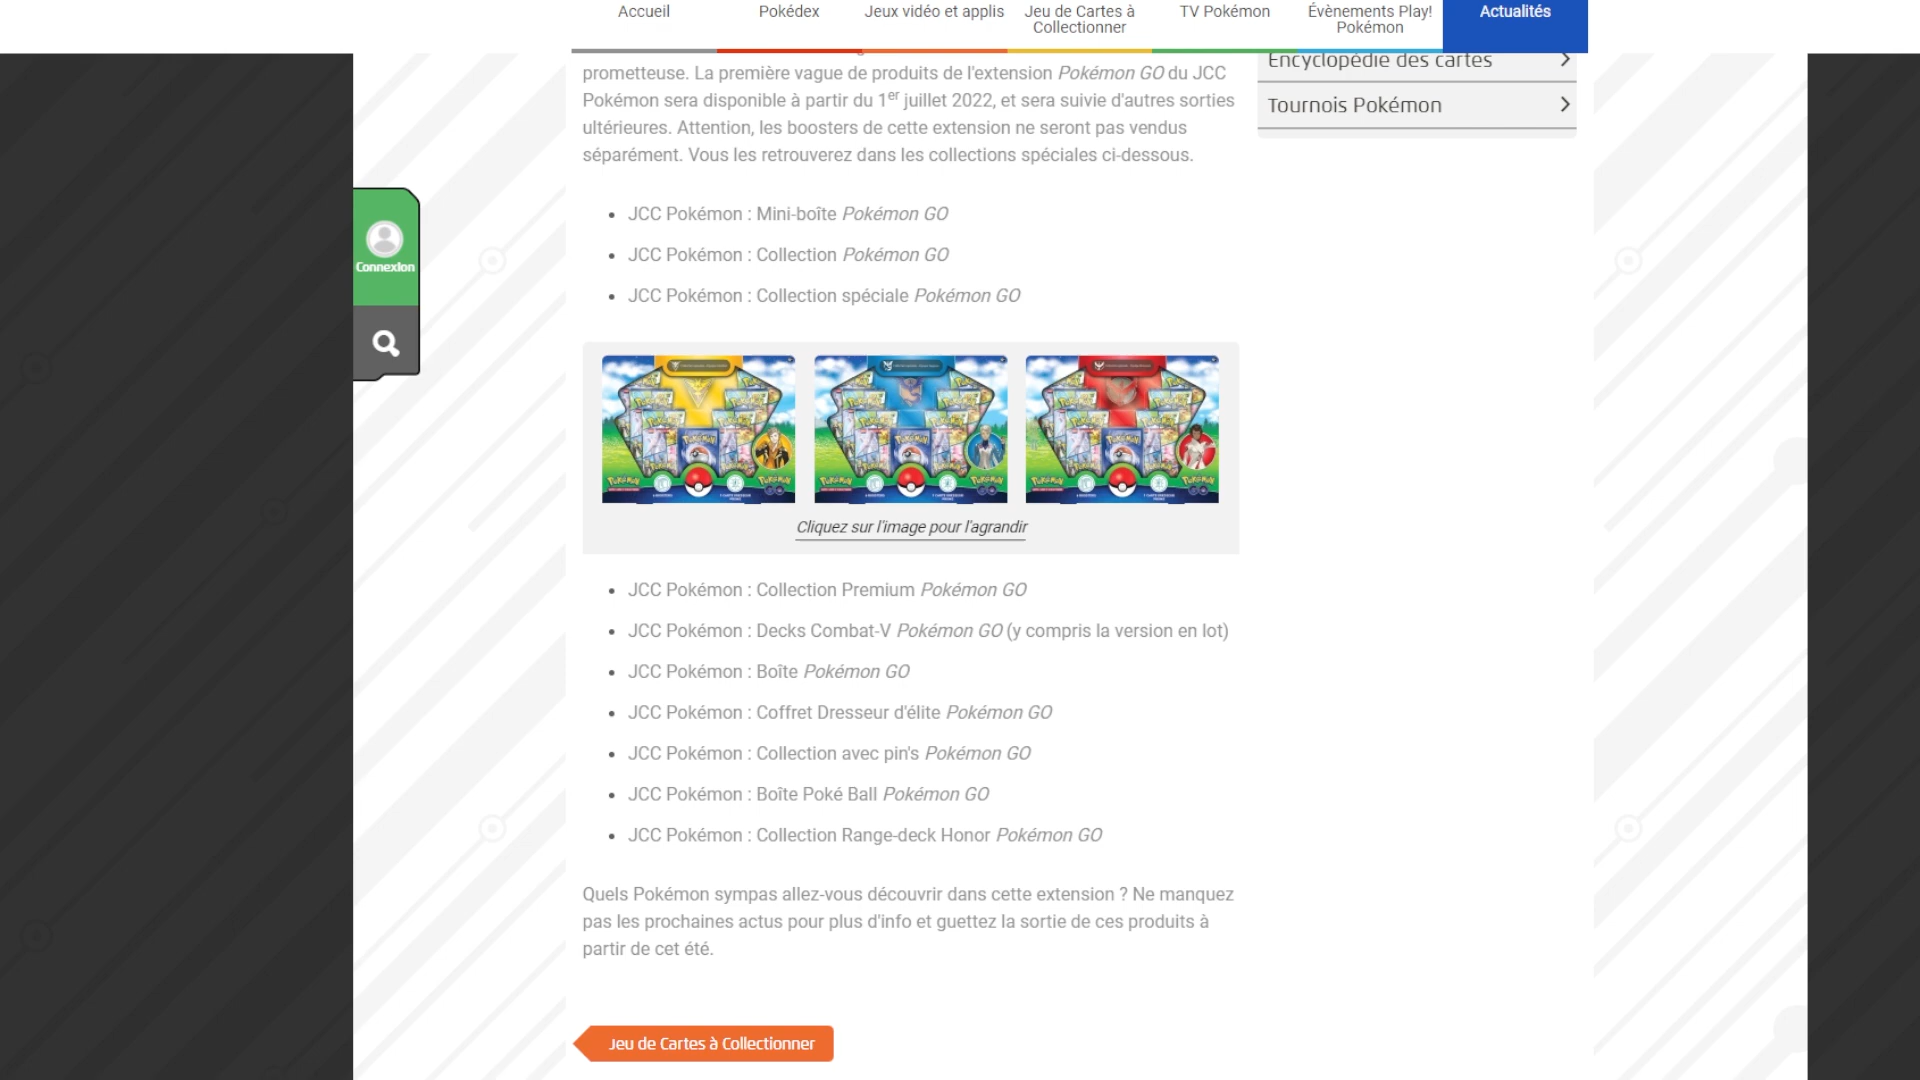 Accueil
Pokédex
Jeux vidéo et applis
Jeu de Cartes à
Collectionner
TV Pokémon
Évènements Play!
Pokémon
Actualités
prometteuse. La première vague de produits de l'extension Pokémon GO du JCC
Pokémon sera disponible à partir du 1er juillet 2022, et sera suivie d'autres sorties
ultérieures. Attention, les boosters de cette extension ne seront pas vendus
séparément. Vous les retrouverez dans les collections spéciales ci-dessous.
Encyclopédie des cartes
Tournois Pokémon
Connexion
• JCC Pokémon : Mini-boîte Pokémon GO
• JCC Pokémon : Collection Pokémon GO
• JCC Pokémon : Collection spéciale Pokémon GO
Cliquez sur l'image pour l'agrandir
• JCC Pokémon : Collection Premium Pokémon GO
• JCC Pokémon : Decks Combat-V Pokémon GO (y compris la version en lot)
• JCC Pokémon : Boîte Pokémon GO
• JCC Pokémon : Coffret Dresseur d'élite Pokémon GO
• JCC Pokémon : Collection avec pin's Pokémon GO
• JCC Pokémon : Boîte Poké Ball Pokémon GO
• JCC Pokémon : Collection Range-deck Honor Pokémon GO
Quels Pokémon sympas allez-vous découvrir dans cette extension ? Ne manquez
pas les prochaines actus pour plus d'info et guettez la sortie de ces produits à
partir de cet été.
Jeu de Cartes à Collectionner